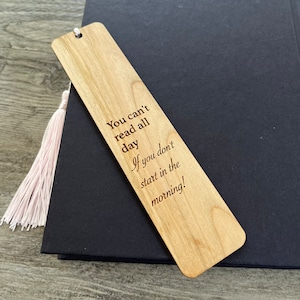 You can't
read all
day
If you don't
start in the
morning!